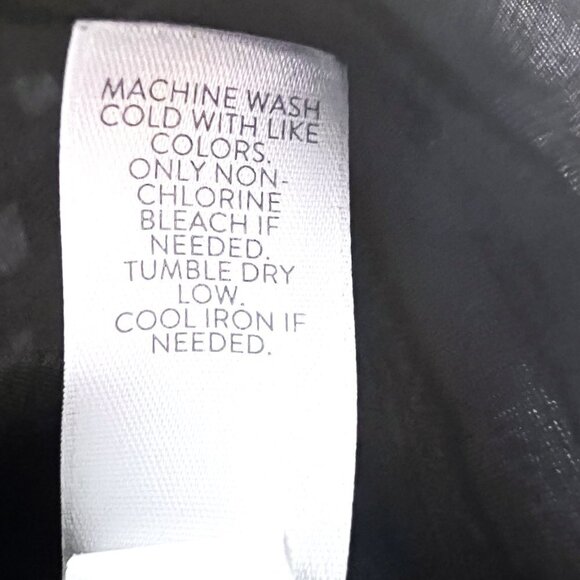 MACHINE WASH
COLD WITH LIKE
COLORS.
ONLY NON-
CHLORINE
BLEACH IF
NEEDED.
TUMBLE DRY
LOW.
COOL IRON IF
NEEDED.